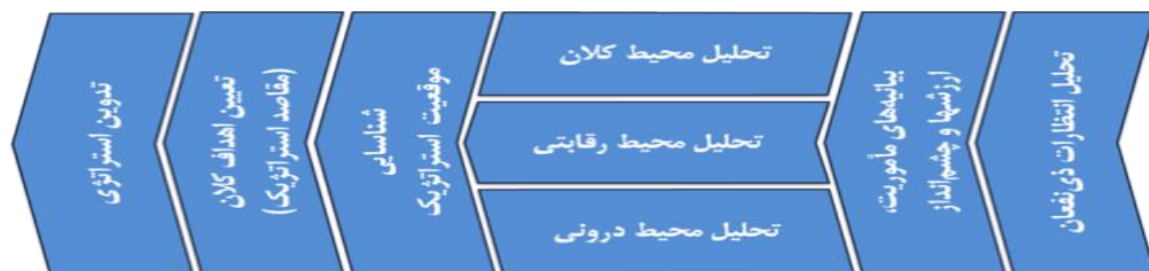 تحلیل انتظارات ذی‌نفعان
بیانیه‌های مأموریت،
ارزشها و چشم‌انداز
تحلیل محیط کلان
تحلیل محیط رقابتی
تحلیل محیط درونی
شناسایی
موقعیت استراتژیک
تعیین اهداف کلان
(مقاصد استراتژیک)
تدوین استراتژی